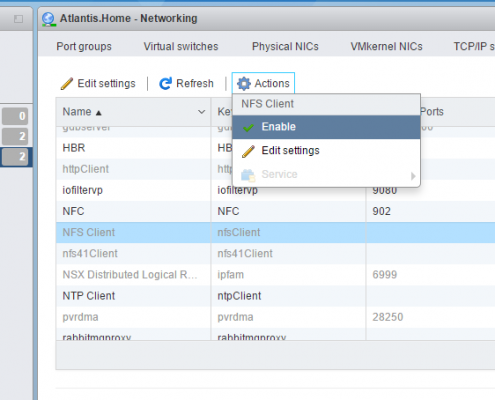 Atlantis.Home - Networking
Port groups Virtual switches Physical NICs VMkernel NICs TCP/IP s
Edit settings Refresh Actions
Name Ke Ports
NFS Client
Enable
Edit settings
Service
0
2
2
gdbserver
HBR HB
httpClient http
iofiltervp iofiltervp 9080
NFC NFC 902
NFS Client nfsClient
nfs41Client nfs41Client
NSX Distributed Logical R... ipfam 6999
NTP Client ntpClient
pvrdma pvrdma 28250
rabbitmqproxy rabbitmqproxy